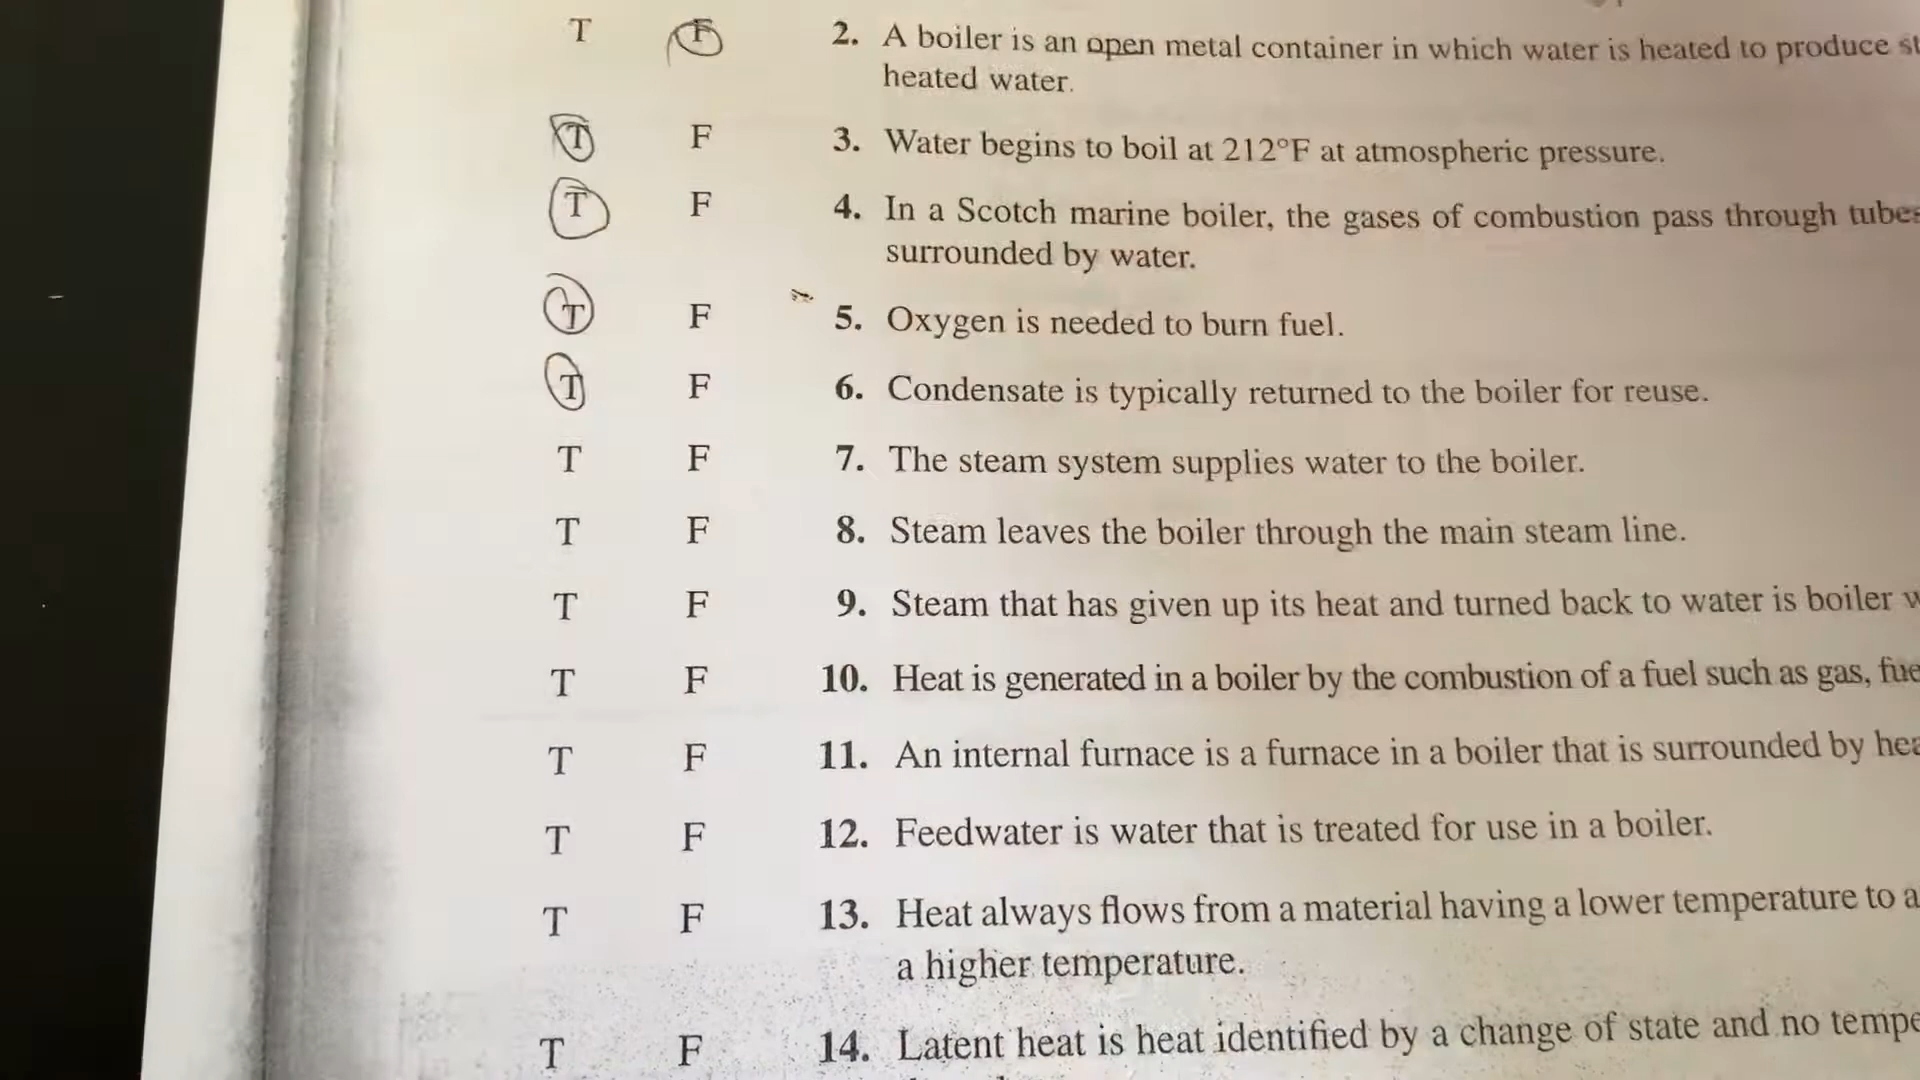 T F 2. A boiler is an open metal container in which water is heated to produce
heated water.
T F 3. Water begins to boil at 212°F at atmospheric pressure.
T F 4. In a Scotch marine boiler, the gases of combustion pass through tubes
surrounded by water.
T F 5. Oxygen is needed to burn fuel.
T F 6. Condensate is typically returned to the boiler for reuse.
T F 7. The steam system supplies water to the boiler.
T F 8. Steam leaves the boiler through the main steam line.
T F 9. Steam that has given up its heat and turned back to water is boiler
T F 10. Heat is generated in a boiler by the combustion of a fuel such as gas,
T F 11. An internal furnace is a furnace in a boiler that is surrounded by
T F 12. Feedwater is water that is treated for use in a boiler.
T F 13. Heat always flows from a material having a lower temperature to a
a higher temperature.
T F 14. Latent heat is heat identified by a change of state and no